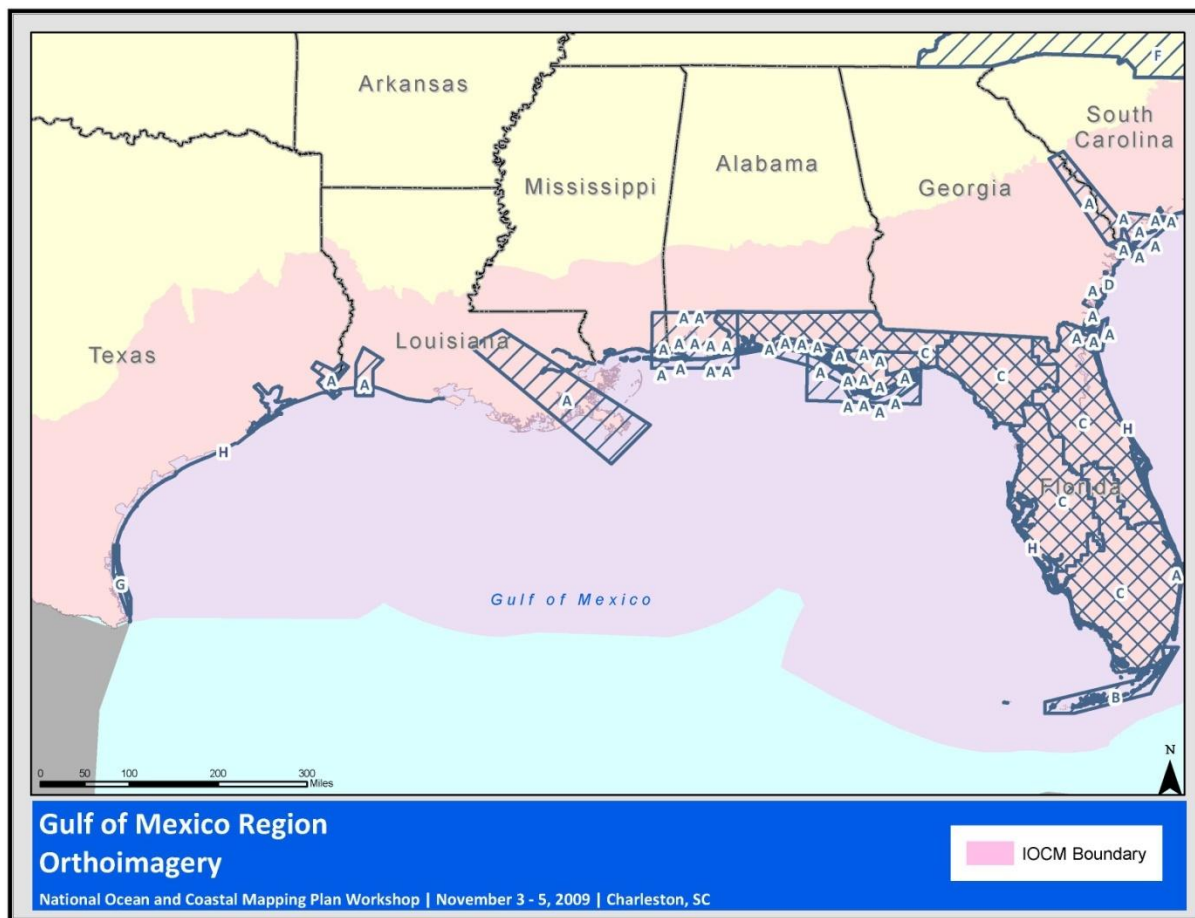 F
Arkansas
South
Carolina
Alabama
Mississippi
Georgia
A
A
A A A
A
A
A
A
D
A
A
A A
A
A A
A
A A A A
A A A A
A
A A
C
Louisiana
Texas
A
A
A
A A A A
A
A
A A A
A
A A A A
C
C
A
H
H
Florida
C
H
C
A
G
Gulf of Mexico
B
0 50 100 200 300
Miles
N
Gulf of Mexico Region
Orthoimagery
IOCM Boundary
National Ocean and Coastal Mapping Plan Workshop | November 3 - 5, 2009 | Charleston, SC